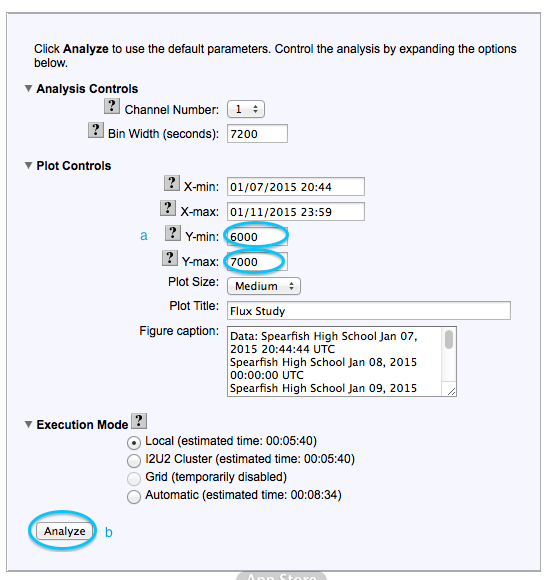 Click Analyze to use the default parameters. Control the analysis by expanding the options
below.
▼ Analysis Controls
? Channel Number: 1
? Bin Width (seconds): 7200
▼ Plot Controls
? X-min: 01/07/2015 20:44
? X-max: 01/11/2015 23:59
a ? Y-min: 6000
? Y-max: 7000
Plot Size: Medium
Plot Title: Flux Study
Figure caption: Data: Spearfish High School Jan 07,
2015 20:44:44 UTC
Spearfish High School Jan 08, 2015
00:00:00 UTC
Spearfish High School Jan 09, 2015
▼ Execution Mode ?
Local (estimated time: 00:05:40)
I2U2 Cluster (estimated time: 00:05:40)
Grid (temporarily disabled)
Automatic (estimated time: 00:08:34)
Analyze b
App Store